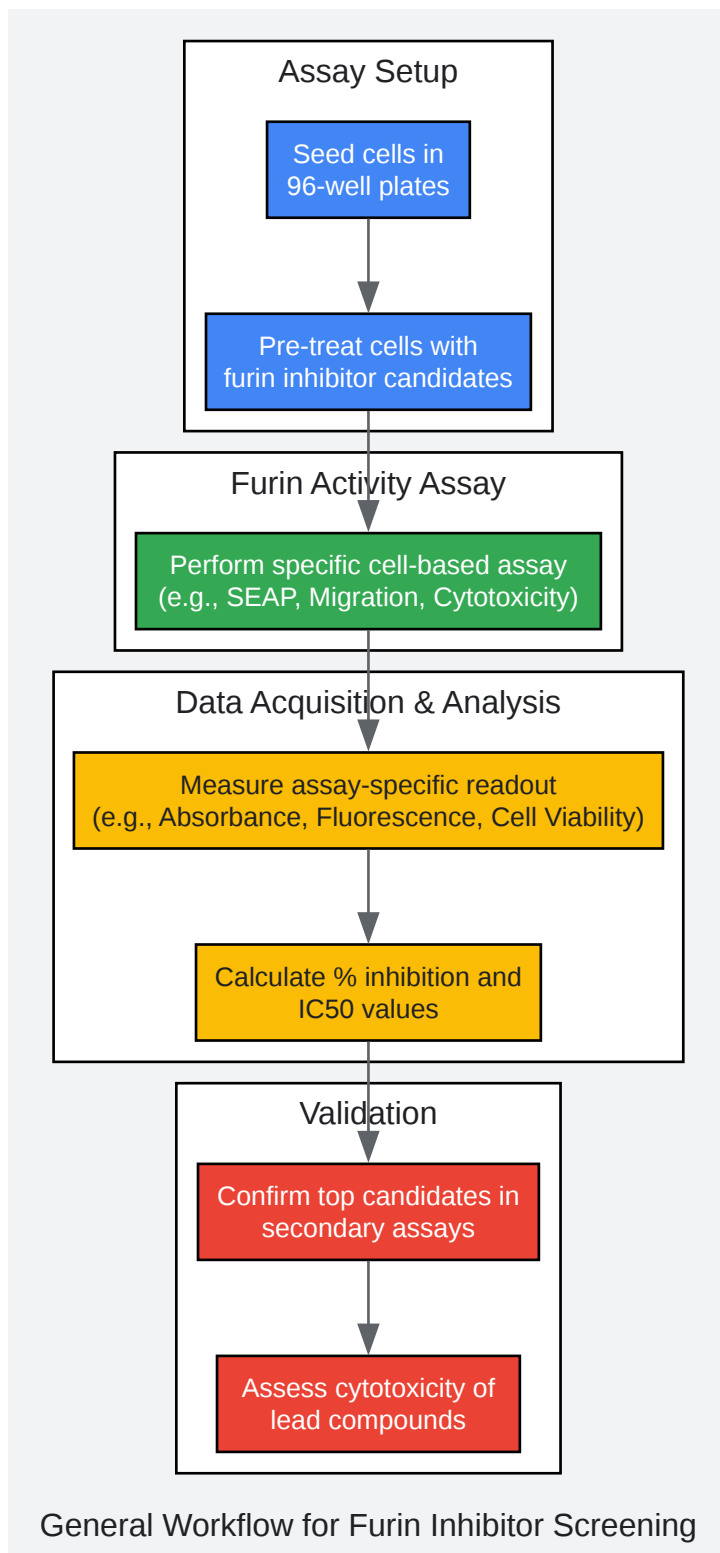 Assay Setup
Seed cells in
96-well plates
Pre-treat cells with
furin inhibitor candidates
Furin Activity Assay
Perform specific cell-based assay
(e.g., SEAP, Migration, Cytotoxicity)
Data Acquisition & Analysis
Measure assay-specific readout
(e.g., Absorbance, Fluorescence, Cell Viability)
Calculate % inhibition and
IC50 values
Validation
Confirm top candidates in
secondary assays
Assess cytotoxicity of
lead compounds
General Workflow for Furin Inhibitor Screening